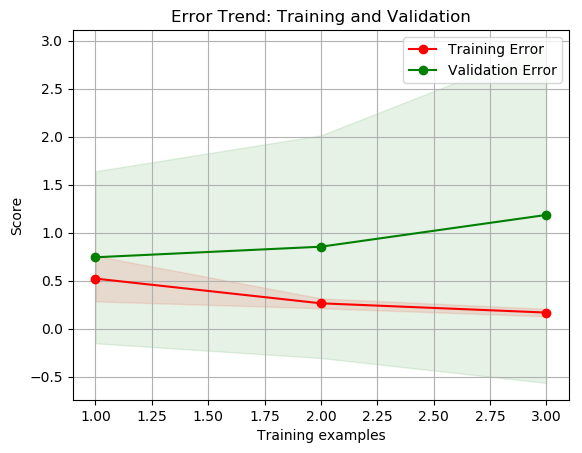 Error Trend: Training and Validation
Training Error
Validation Error
Score
3.0
2.5
2.0
1.5
1.0
0.5
0.0
−0.5
1.00 1.25 1.50 1.75 2.00 2.25 2.50 2.75 3.00
Training examples